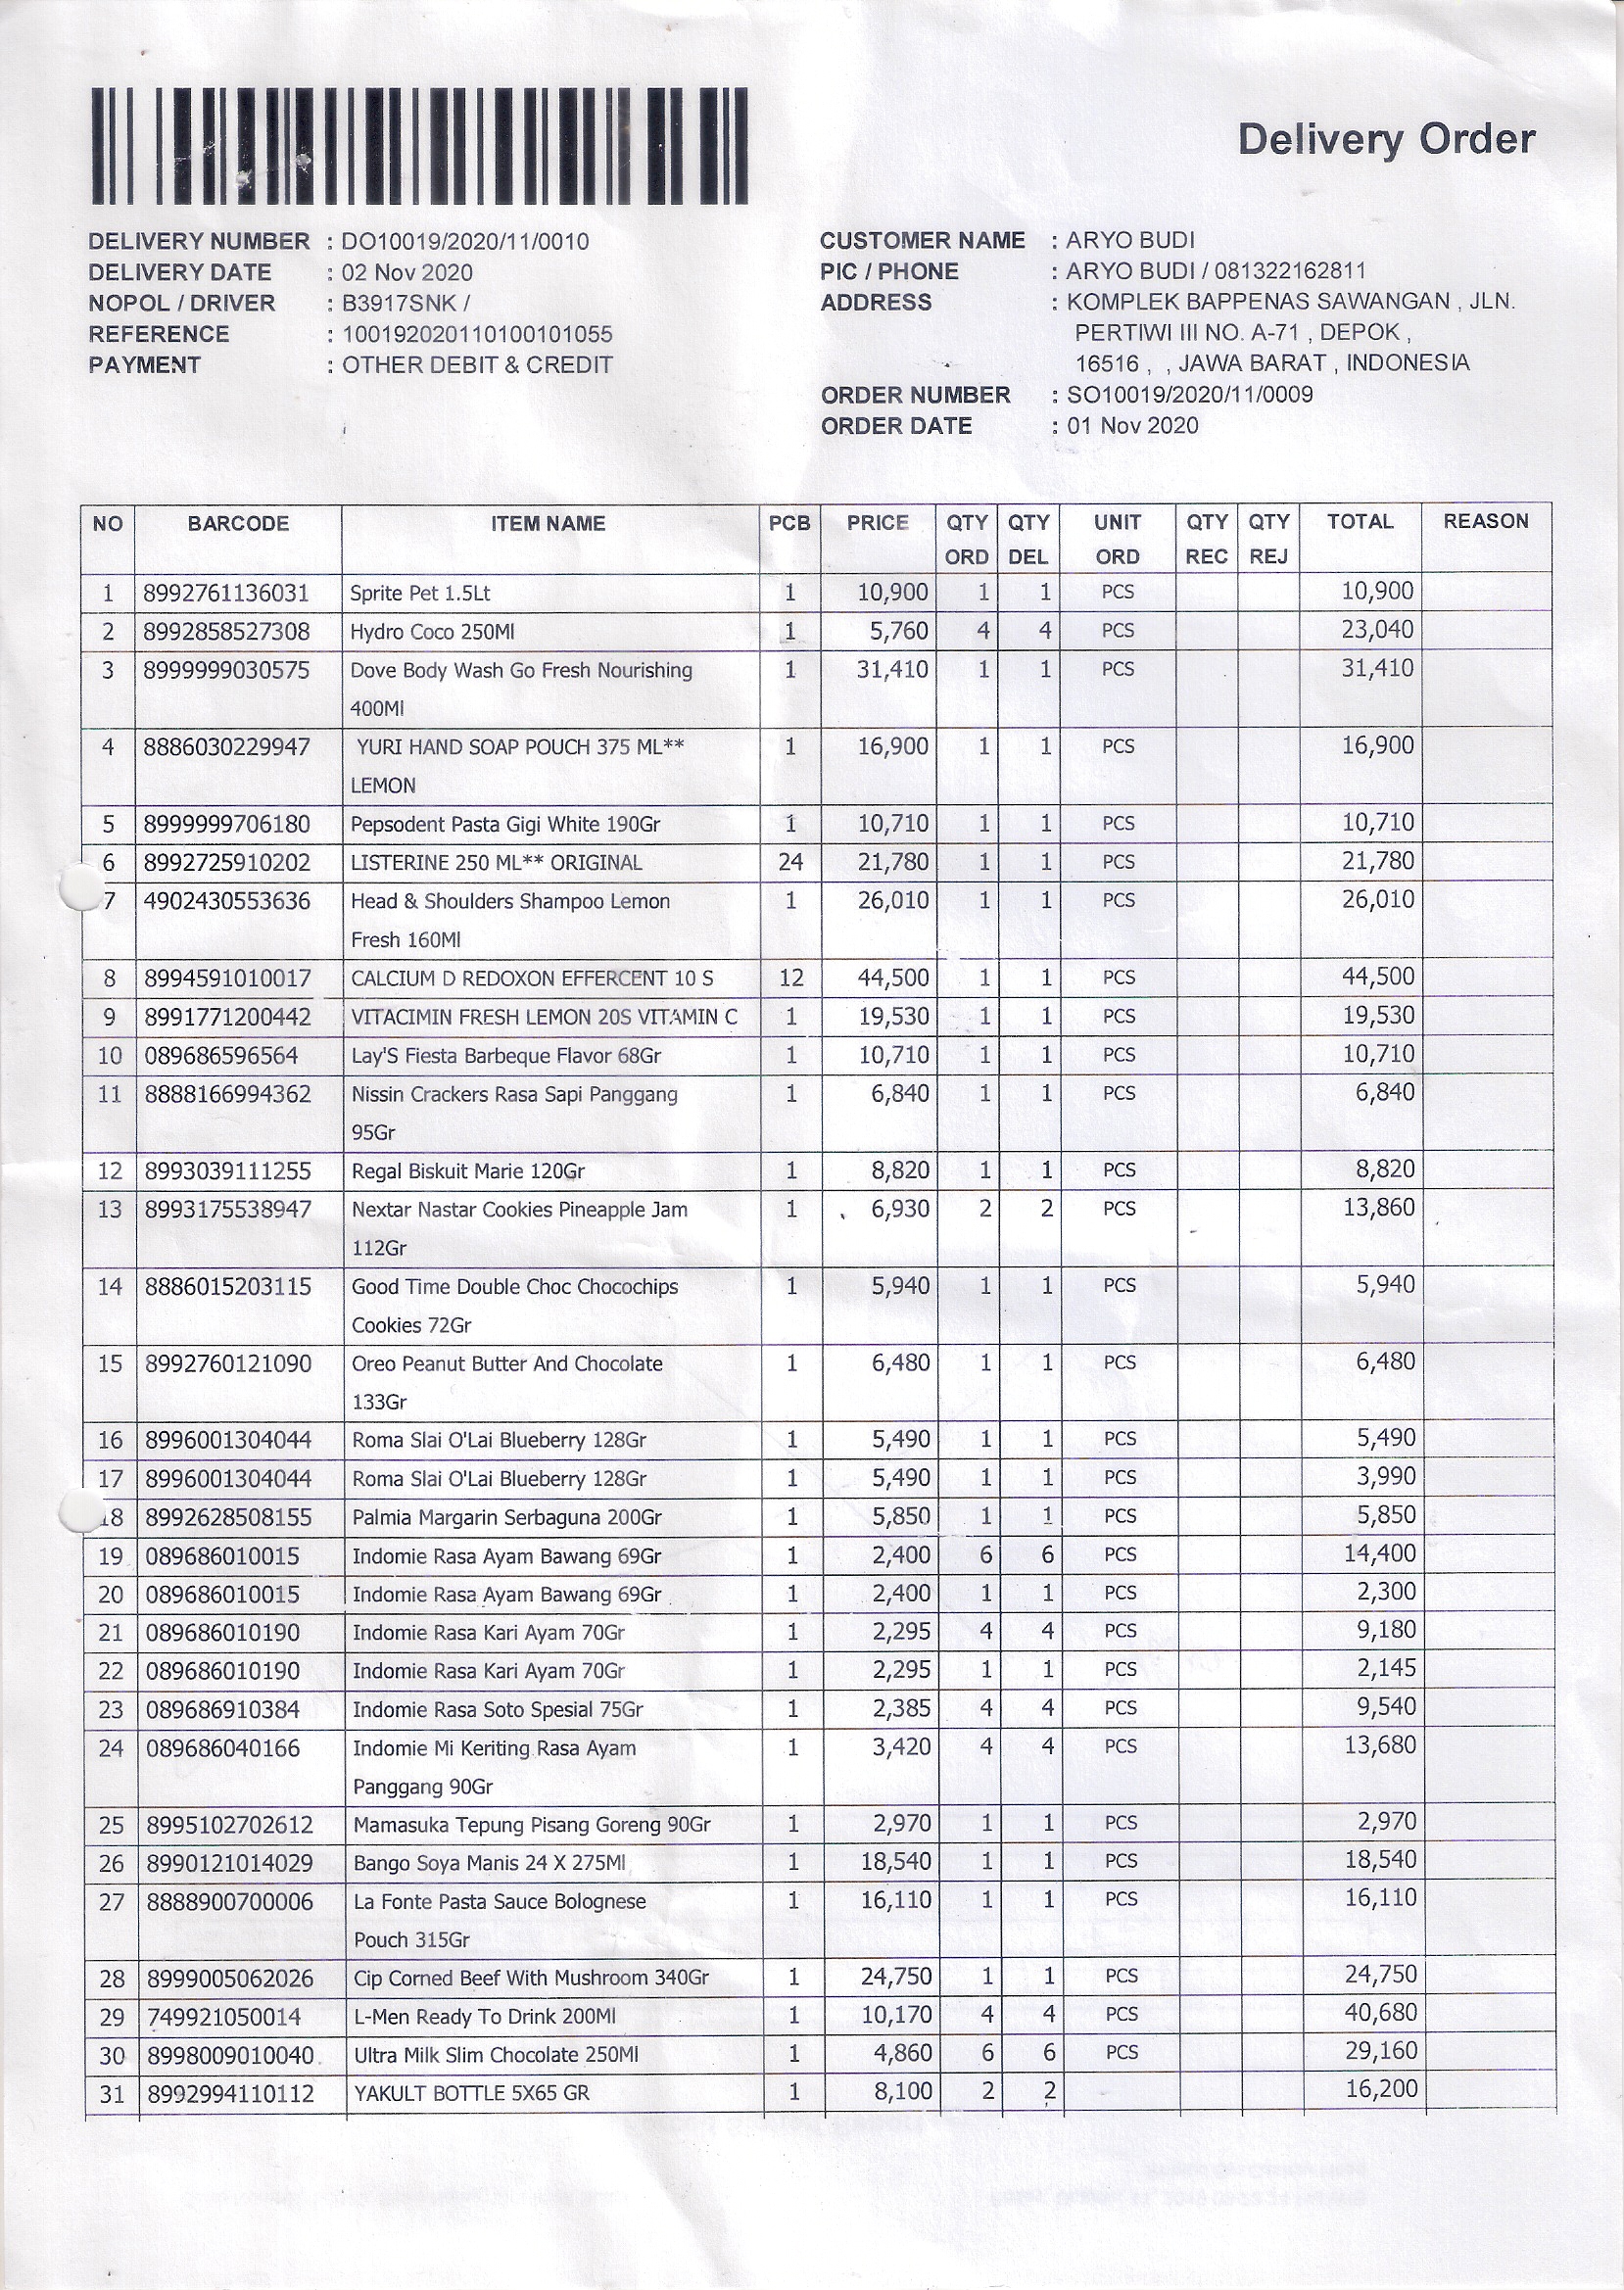 Delivery Order
DELIVERY NUMBER : DO10019/2020/11/0010
DELIVERY DATE : 02 Nov 2020
NOPOL / DRIVER : B3917SNK /
REFERENCE : 100192020110100101055
PAYMENT : OTHER DEBIT & CREDIT
CUSTOMER NAME : ARYO BUDI
PIC / PHONE : ARYO BUDI / 081322162811
ADDRESS : KOMPLEK BAPPENAS SAWANGAN , JLN.
PERTIWI III NO. A-71 , DEPOK ,
16516 , , JAWA BARAT , INDONESIA
ORDER NUMBER : SO10019/2020/11/0009
ORDER DATE : 01 Nov 2020
NO BARCODE ITEM NAME PCB PRICE QTY QTY UNIT QTY QTY TOTAL REASON
ORD DEL ORD REC REJ
1 8992761136031 Sprite Pet 1.5Lt 1 10,900 1 1 PCS 10,900
2 8992858527308 Hydro Coco 250Ml 1 5,760 4 4 PCS 23,040
3 8999999030575 Dove Body Wash Go Fresh Nourishing 1 31,410 1 1 PCS 31,410
400Ml
4 8886030229947 YURI HAND SOAP POUCH 375 ML** 1 16,900 1 1 PCS 16,900
LEMON
5 8999999706180 Pepsodent Pasta Gigi White 190Gr 1 10,710 1 1 PCS 10,710
6 8992725910202 LISTERINE 250 ML** ORIGINAL 24 21,780 1 1 PCS 21,780
7 4902430553636 Head & Shoulders Shampoo Lemon 1 26,010 1 1 PCS 26,010
Fresh 160Ml
8 8994591010017 CALCIUM D REDOXON EFFERCENT 10 S 12 44,500 1 1 PCS 44,500
9 8991771200442 VITACIMIN FRESH LEMON 20S VITAMIN C 1 19,530 1 1 PCS 19,530
10 089686596564 Lay'S Fiesta Barbeque Flavor 68Gr 1 10,710 1 1 PCS 10,710
11 8888166994362 Nissin Crackers Rasa Sapi Panggang 1 6,840 1 1 PCS 6,840
95Gr
12 8993039111255 Regal Biskuit Marie 120Gr 1 8,820 1 1 PCS 8,820
13 8993175538947 Nextar Nastar Cookies Pineapple Jam 1 6,930 2 2 PCS 13,860
112Gr
14 8886015203115 Good Time Double Choc Chocochips 1 5,940 1 1 PCS 5,940
Cookies 72Gr
15 8992760121090 Oreo Peanut Butter And Chocolate 1 6,480 1 1 PCS 6,480
133Gr
16 8996001304044 Roma Slai O'Lai Blueberry 128Gr 1 5,490 1 1 PCS 5,490
17 8996001304044 Roma Slai O'Lai Blueberry 128Gr 1 5,490 1 1 PCS 3,990
18 8992628508155 Palmia Margarin Serbaguna 200Gr 1 5,850 1 1 PCS 5,850
19 089686010015 Indomie Rasa Ayam Bawang 69Gr 1 2,400 6 6 PCS 14,400
20 089686010015 Indomie Rasa Ayam Bawang 69Gr 1 2,400 1 1 PCS 2,300
21 089686010190 Indomie Rasa Kari Ayam 70Gr 1 2,295 4 4 PCS 9,180
22 089686010190 Indomie Rasa Kari Ayam 70Gr 1 2,295 1 1 PCS 2,145
23 089686910384 Indomie Rasa Soto Spesial 75Gr 1 2,385 4 4 PCS 9,540
24 089686040166 Indomie Mi Keriting Rasa Ayam 1 3,420 4 4 PCS 13,680
Panggang 90Gr
25 8995102702612 Mamasuka Tepung Pisang Goreng 90Gr 1 2,970 1 1 PCS 2,970
26 8990121014029 Bango Soya Manis 24 X 275Ml 1 18,540 1 1 PCS 18,540
27 8888900700006 La Fonte Pasta Sauce Bolognese 1 16,110 1 1 PCS 16,110
Pouch 315Gr
28 8999005062026 Cip Corned Beef With Mushroom 340Gr 1 24,750 1 1 PCS 24,750
29 749921050014 L-Men Ready To Drink 200Ml 1 10,170 4 4 PCS 40,680
30 8998009010040 Ultra Milk Slim Chocolate 250Ml 1 4,860 6 6 PCS 29,160
31 8992994110112 YAKULT BOTTLE 5X65 GR 1 8,100 2 2 16,200